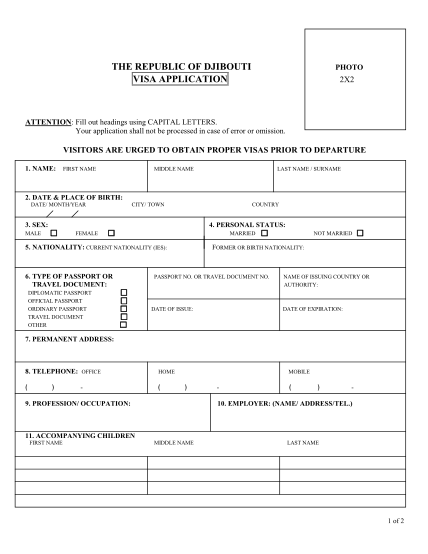 PHOTO
2X2
THE REPUBLIC OF DJIBOUTI
VISA APPLICATION
ATTENTION: Fill out headings using CAPITAL LETTERS.
Your application shall not be processed in case of error or omission.
VISITORS ARE URGED TO OBTAIN PROPER VISAS PRIOR TO DEPARTURE
1. NAME: FIRST NAME MIDDLE NAME LAST NAME / SURNAME
2. DATE & PLACE OF BIRTH:
DATE/ MONTH/YEAR CITY/ TOWN COUNTRY
/ /
3. SEX: 4. PERSONAL STATUS:
MALE FEMALE MARRIED NOT MARRIED
5. NATIONALITY: CURRENT NATIONALITY (IES): FORMER OR BIRTH NATIONALITY:
6. TYPE OF PASSPORT OR PASSPORT NO. OR TRAVEL DOCUMENT NO. NAME OF ISSUING COUNTRY OR
TRAVEL DOCUMENT: AUTHORITY:
DIPLOMATIC PASSPORT
OFFICIAL PASSPORT
ORDINARY PASSPORT DATE OF ISSUE: DATE OF EXPIRATION:
TRAVEL DOCUMENT
OTHER
7. PERMANENT ADDRESS:
8. TELEPHONE: OFFICE HOME MOBILE
( ) - ( ) - ( ) -
9. PROFESSION/ OCCUPATION: 10. EMPLOYER: (NAME/ ADDRESS/TEL.)
11. ACCOMPANYING CHILDREN
FIRST NAME MIDDLE NAME LAST NAME
1 of 2